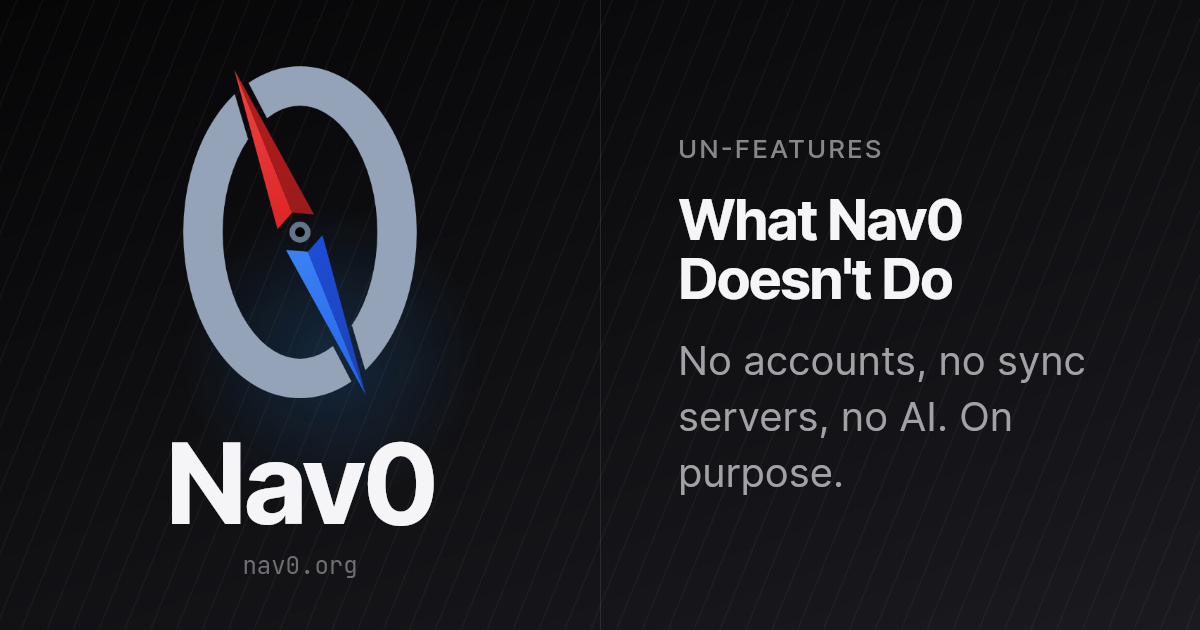 Nav0
nav0.org
UN-FEATURES
What Nav0
Doesn't Do
No accounts, no sync
servers, no AI. On
purpose.